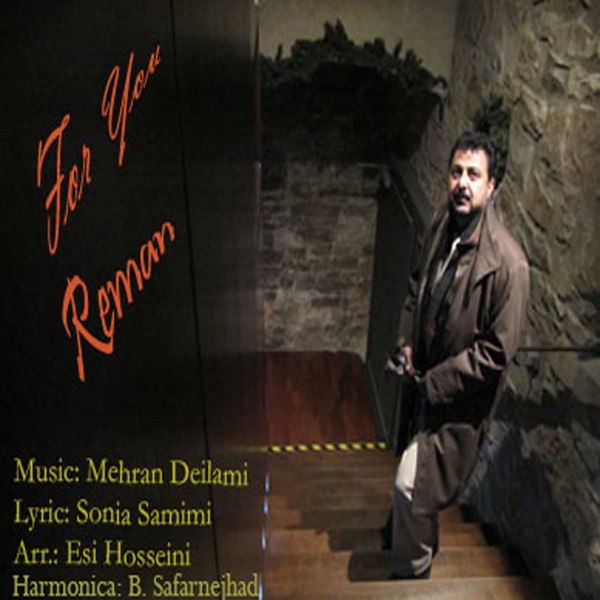 For You
Reman
Music: Mehran Deilami
Lyric: Sonia Samimi
Arr.: Esi Hosseini
Harmonica: B. Safarnejhad